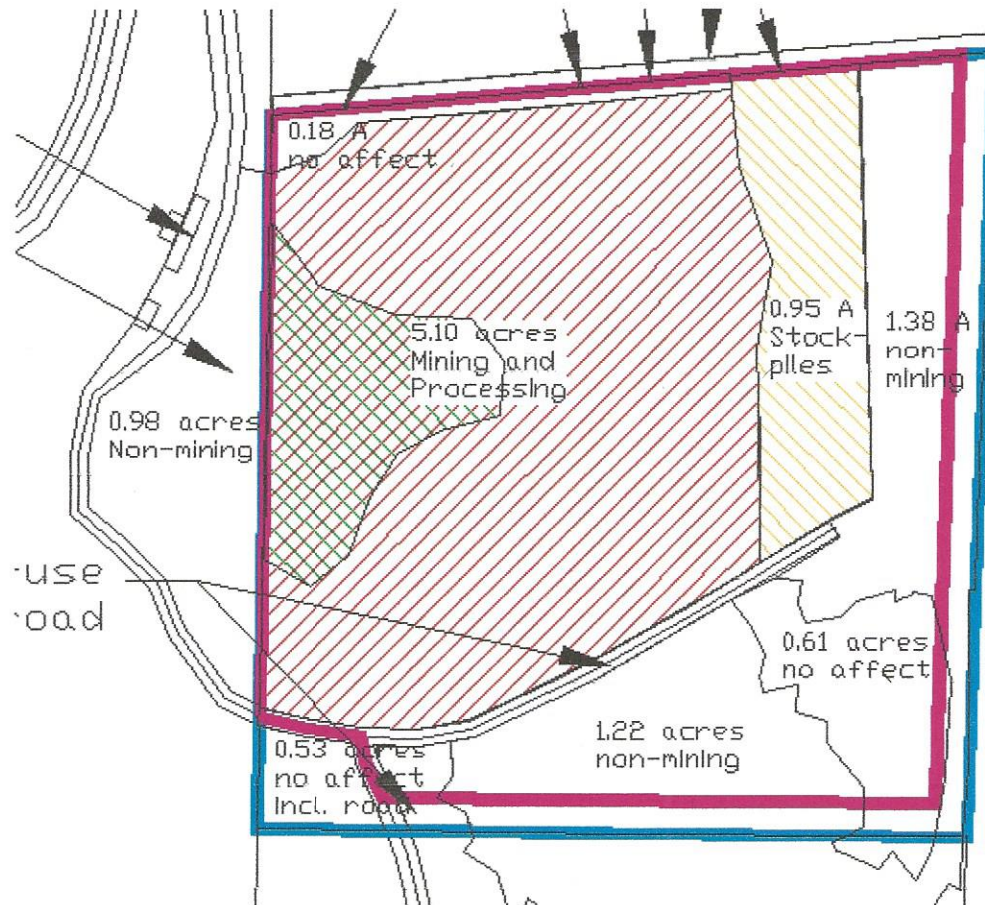 0.18 A
no affect
5.10 acres
Mining and
Processing
0.95 A
Stock-
piles
1.38 A
non-
mining
0.98 acres
Non-mining
use
oad
0.61 acres
no affect
1.22 acres
non-mining
0.53 acres
no affect
Incl. road